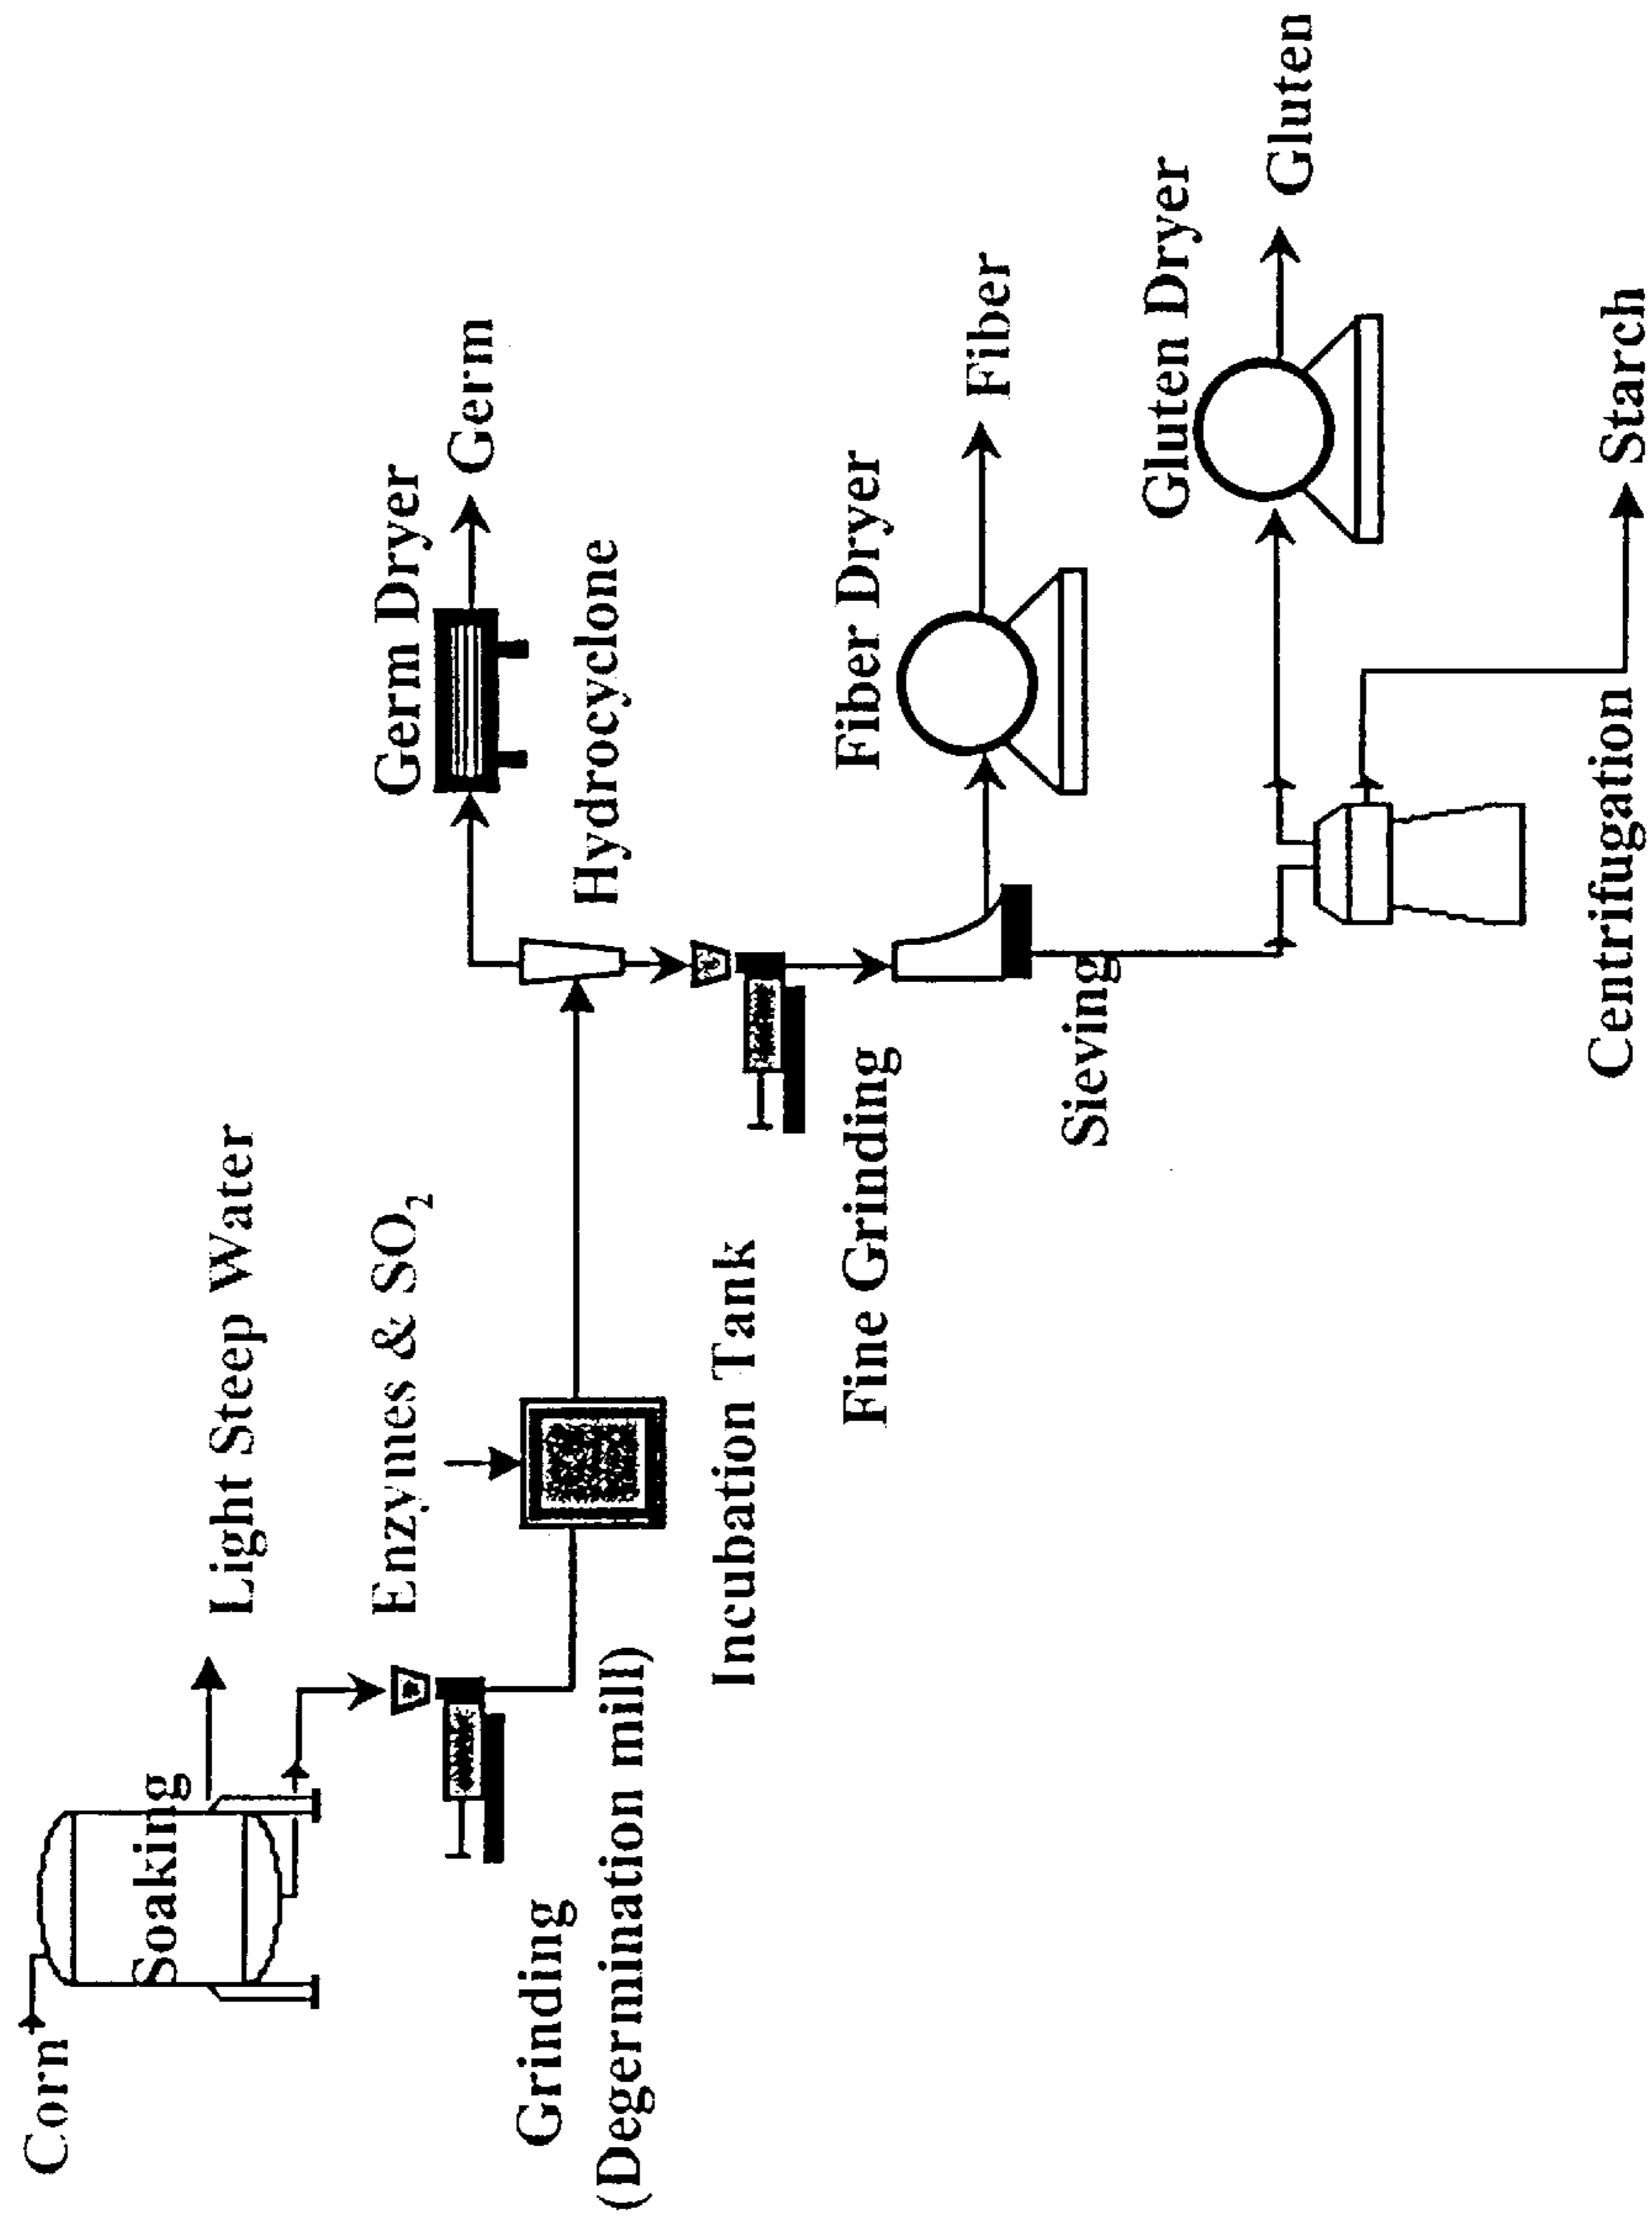 Corn
Soaking
Light Steep Water
Grinding
(Degermination mill)
Enzymes & SO₂
Incubation Tank
Germ Dryer
Germ
Hydrocyclone
Fine Grinding
Fiber Dryer
Fiber
Sieving
Gluten Dryer
Gluten
Centrifugation
Starch